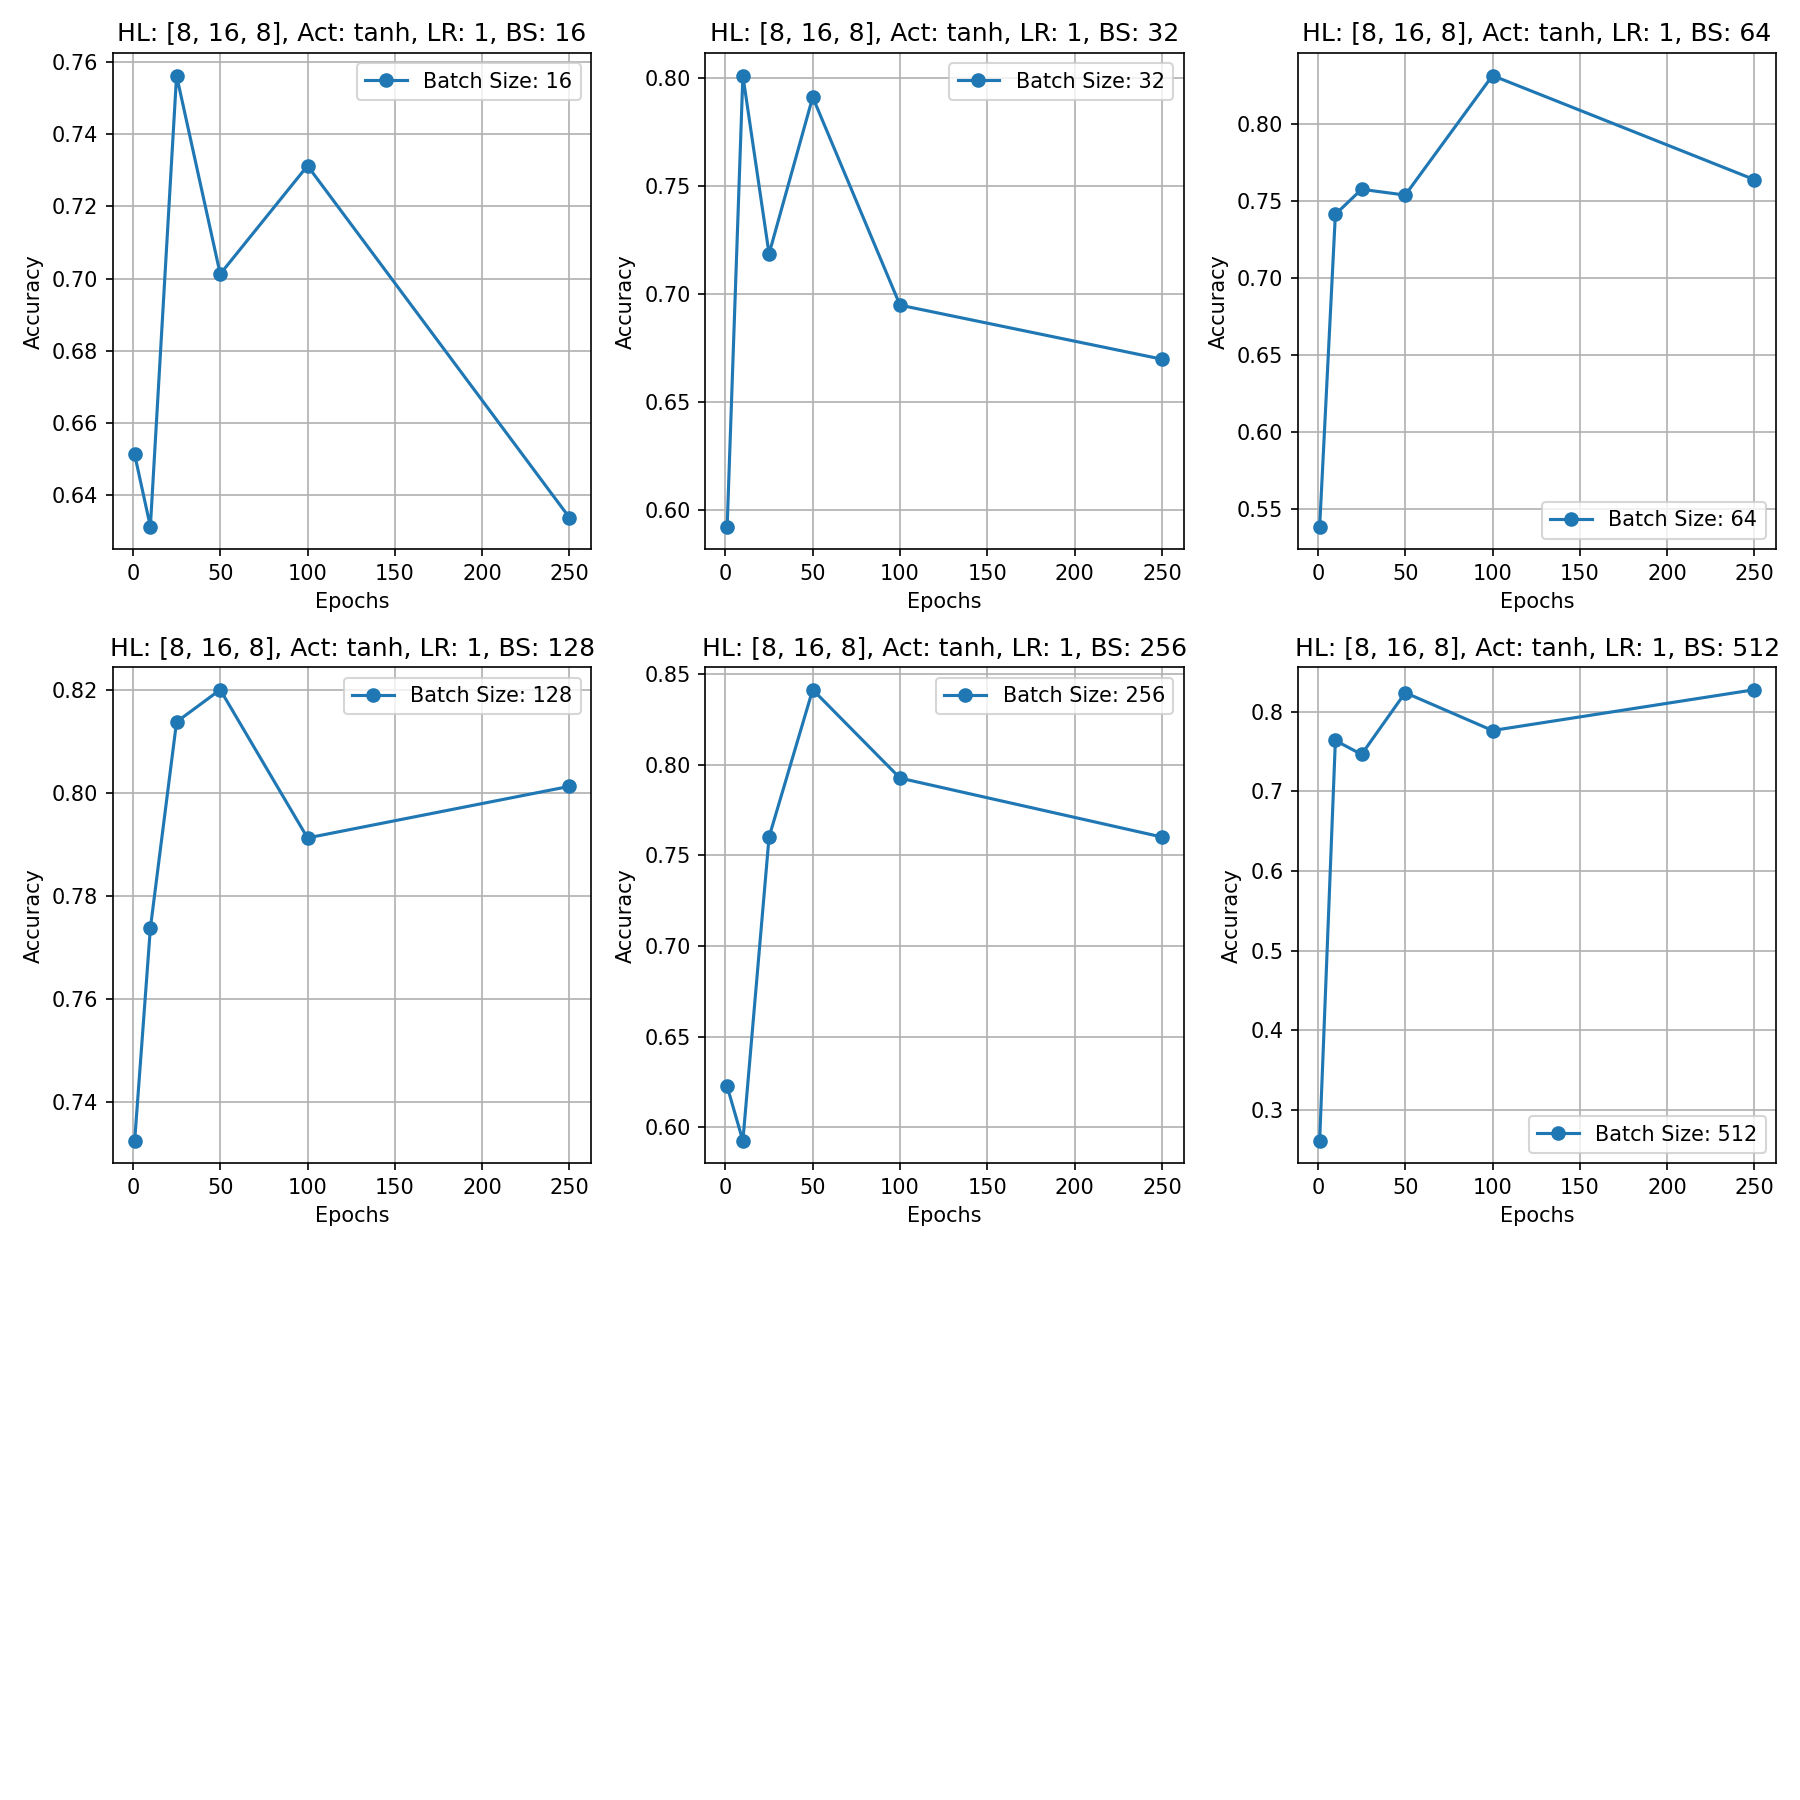 HL: [8, 16, 8], Act: tanh, LR: 1, BS: 16
Batch Size: 16
Accuracy
0.76
0.74
0.72
0.70
0.68
0.66
0.64
0 50 100 150 200 250
Epochs
HL: [8, 16, 8], Act: tanh, LR: 1, BS: 32
Batch Size: 32
Accuracy
0.80
0.75
0.70
0.65
0.60
0 50 100 150 200 250
Epochs
HL: [8, 16, 8], Act: tanh, LR: 1, BS: 64
Accuracy
0.80
0.75
0.70
0.65
0.60
0.55
Batch Size: 64
0 50 100 150 200 250
Epochs
HL: [8, 16, 8], Act: tanh, LR: 1, BS: 128
Batch Size: 128
Accuracy
0.82
0.80
0.78
0.76
0.74
0 50 100 150 200 250
Epochs
HL: [8, 16, 8], Act: tanh, LR: 1, BS: 256
Batch Size: 256
Accuracy
0.85
0.80
0.75
0.70
0.65
0.60
0 50 100 150 200 250
Epochs
HL: [8, 16, 8], Act: tanh, LR: 1, BS: 512
Accuracy
0.8
0.7
0.6
0.5
0.4
0.3
Batch Size: 512
0 50 100 150 200 250
Epochs